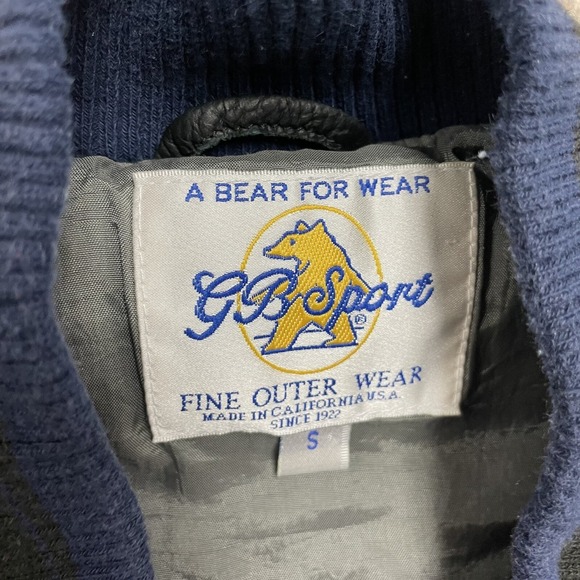 A BEAR FOR WEAR
GB Sport
®
FINE OUTER WEAR
MADE IN CALIFORNIA U.S.A.
SINCE 1922
S